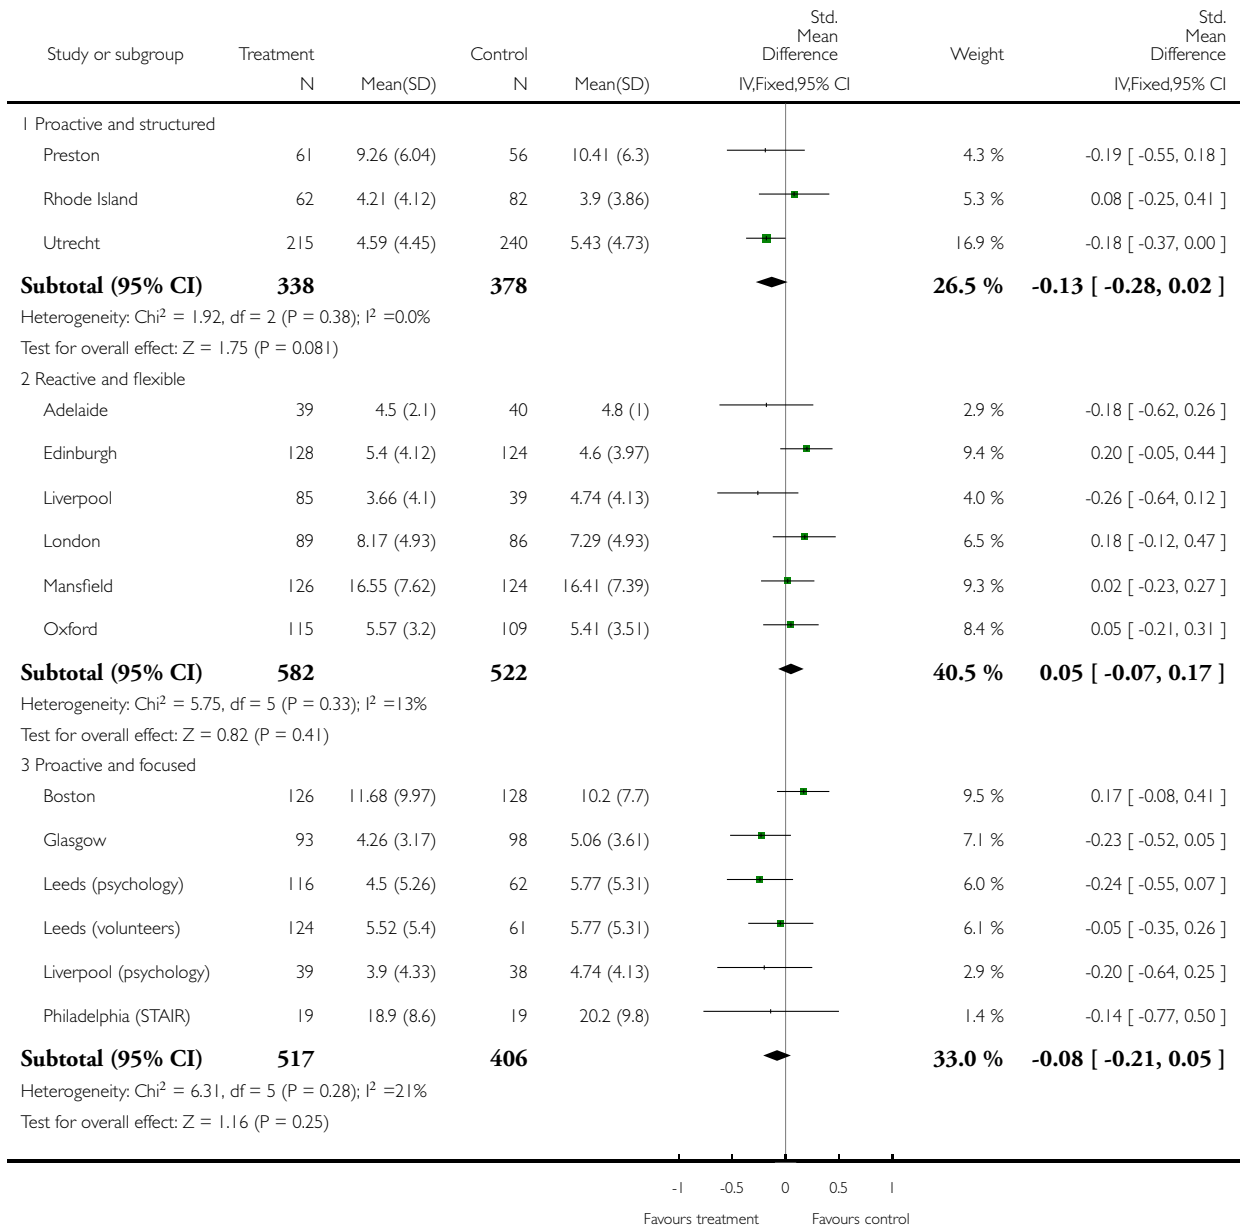 Study or subgroup Treatment Control Std. Mean Difference Weight Std. Mean Difference
N Mean(SD) N Mean(SD) IV,Fixed,95% CI IV,Fixed,95% CI
1 Proactive and structured
Preston 61 9.26 (6.04) 56 10.41 (6.3) 4.3 % -0.19 [ -0.55, 0.18 ]
Rhode Island 62 4.21 (4.12) 82 3.9 (3.86) 5.3 % 0.08 [ -0.25, 0.41 ]
Utrecht 215 4.59 (4.45) 240 5.43 (4.73) 16.9 % -0.18 [ -0.37, 0.00 ]
Subtotal (95% CI) 338 378 26.5 % -0.13 [ -0.28, 0.02 ]
Heterogeneity: Chi² = 1.92, df = 2 (P = 0.38); I² =0.0%
Test for overall effect: Z = 1.75 (P = 0.081)
2 Reactive and flexible
Adelaide 39 4.5 (2.1) 40 4.8 (1) 2.9 % -0.18 [ -0.62, 0.26 ]
Edinburgh 128 5.4 (4.12) 124 4.6 (3.97) 9.4 % 0.20 [ -0.05, 0.44 ]
Liverpool 85 3.66 (4.1) 39 4.74 (4.13) 4.0 % -0.26 [ -0.64, 0.12 ]
London 89 8.17 (4.93) 86 7.29 (4.93) 6.5 % 0.18 [ -0.12, 0.47 ]
Mansfield 126 16.55 (7.62) 124 16.41 (7.39) 9.3 % 0.02 [ -0.23, 0.27 ]
Oxford 115 5.57 (3.2) 109 5.41 (3.51) 8.4 % 0.05 [ -0.21, 0.31 ]
Subtotal (95% CI) 582 522 40.5 % 0.05 [ -0.07, 0.17 ]
Heterogeneity: Chi² = 5.75, df = 5 (P = 0.33); I² =13%
Test for overall effect: Z = 0.82 (P = 0.41)
3 Proactive and focused
Boston 126 11.68 (9.97) 128 10.2 (7.7) 9.5 % 0.17 [ -0.08, 0.41 ]
Glasgow 93 4.26 (3.17) 98 5.06 (3.61) 7.1 % -0.23 [ -0.52, 0.05 ]
Leeds (psychology) 116 4.5 (5.26) 62 5.77 (5.31) 6.0 % -0.24 [ -0.55, 0.07 ]
Leeds (volunteers) 124 5.52 (5.4) 61 5.77 (5.31) 6.1 % -0.05 [ -0.35, 0.26 ]
Liverpool (psychology) 39 3.9 (4.33) 38 4.74 (4.13) 2.9 % -0.20 [ -0.64, 0.25 ]
Philadelphia (STAIR) 19 18.9 (8.6) 19 20.2 (9.8) 1.4 % -0.14 [ -0.77, 0.50 ]
Subtotal (95% CI) 517 406 33.0 % -0.08 [ -0.21, 0.05 ]
Heterogeneity: Chi² = 6.31, df = 5 (P = 0.28); I² =21%
Test for overall effect: Z = 1.16 (P = 0.25)
-1 -0.5 0 0.5 1
Favours treatment Favours control